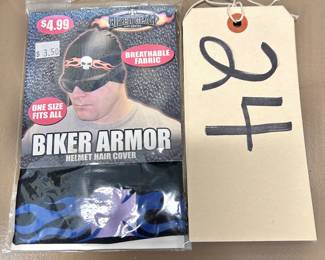 $4.99
$ 3.50
BREATHABLE
FABRIC
ONE SIZE
FITS ALL
BIKER ARMOR
HELMET HAIR COVER
24